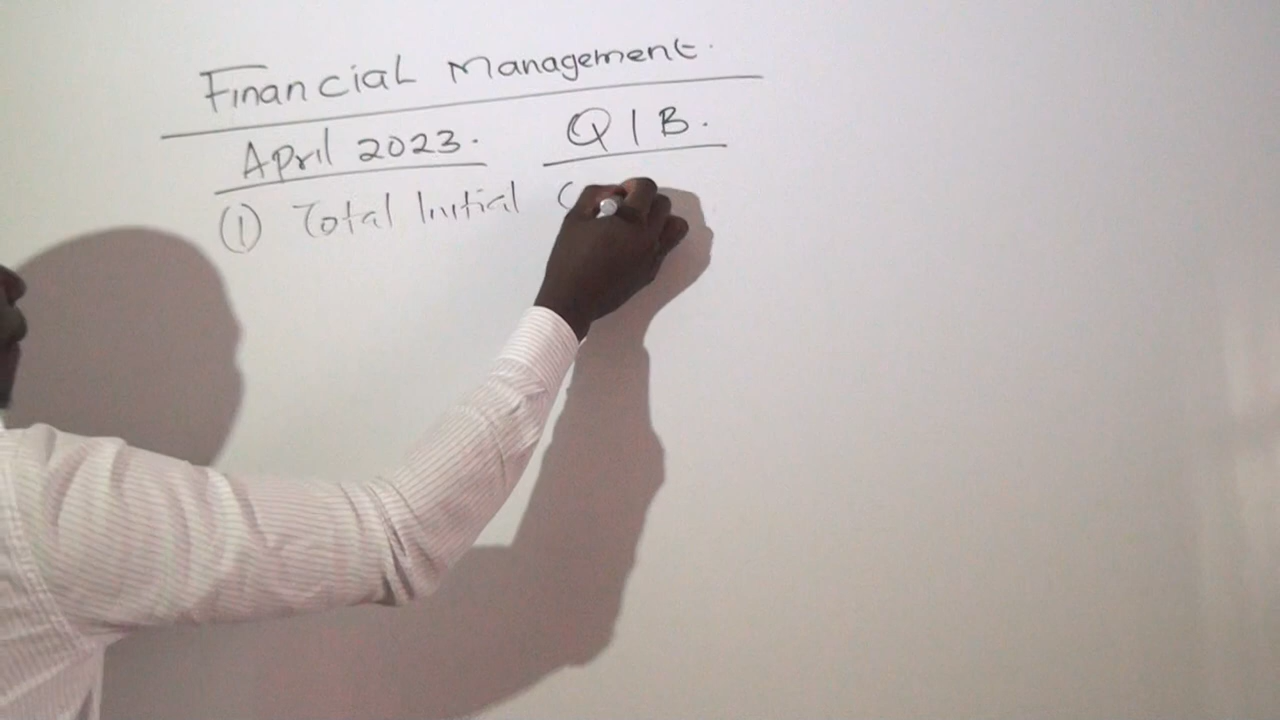 Financial Management.
April 2023. Q1B.
(1) Total Initial